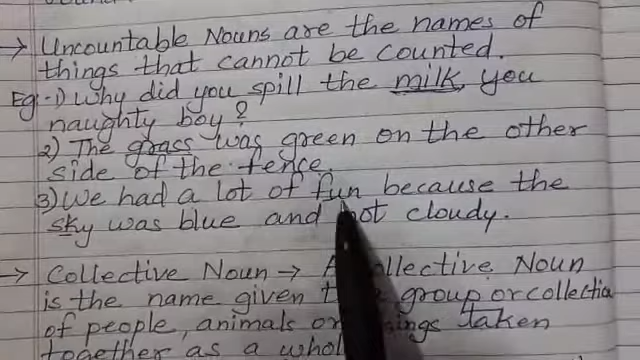 → Uncountable Nouns are the names of
things that cannot be counted.
Eg:-1) Why did you spill the milk, you
naughty boy?
2) The grass was green on the other
side of the fence.
3) We had a lot of fun because the
sky was blue and not cloudy.
→ Collective Noun → A collective Noun
is the name given group or collectio
of people, animals or things taken
together as a whol